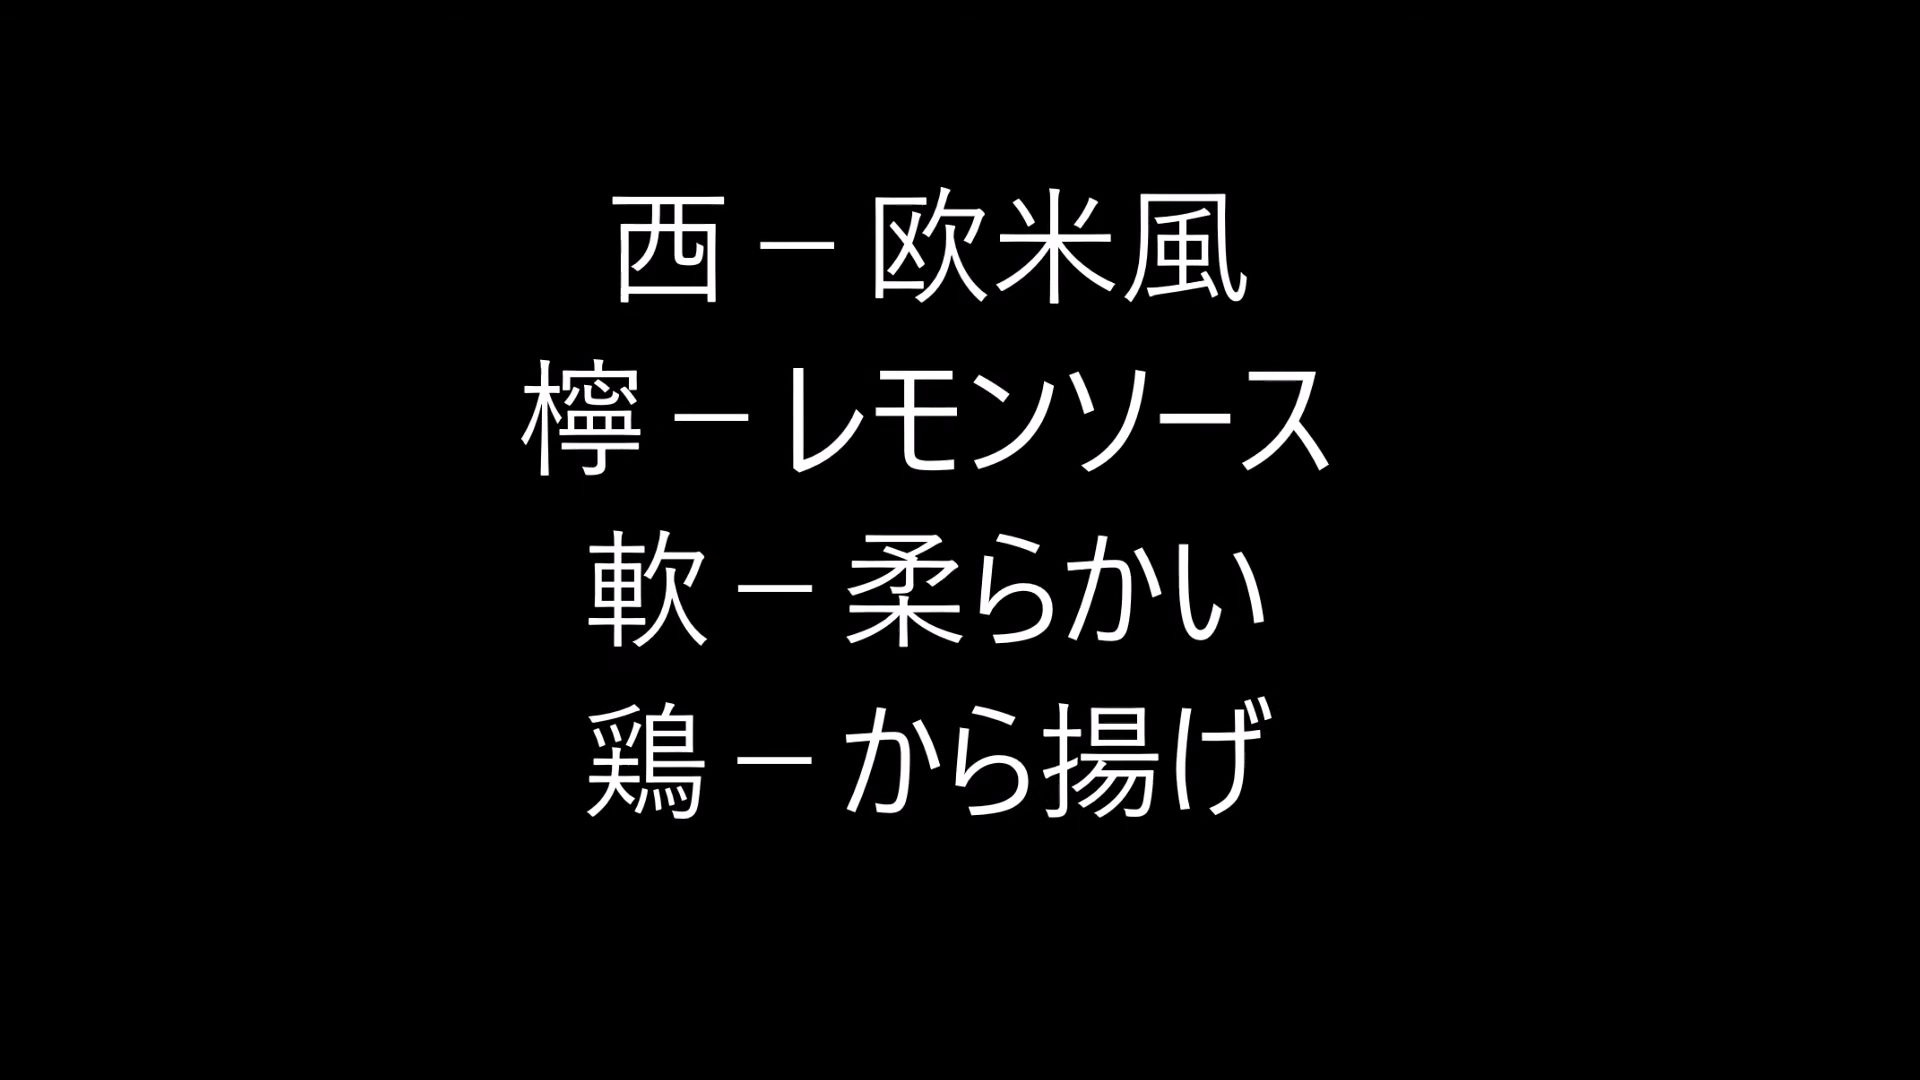 西 – 欧米風
檸 – レモンソース
軟 – 柔らかい
鶏 – から揚げ